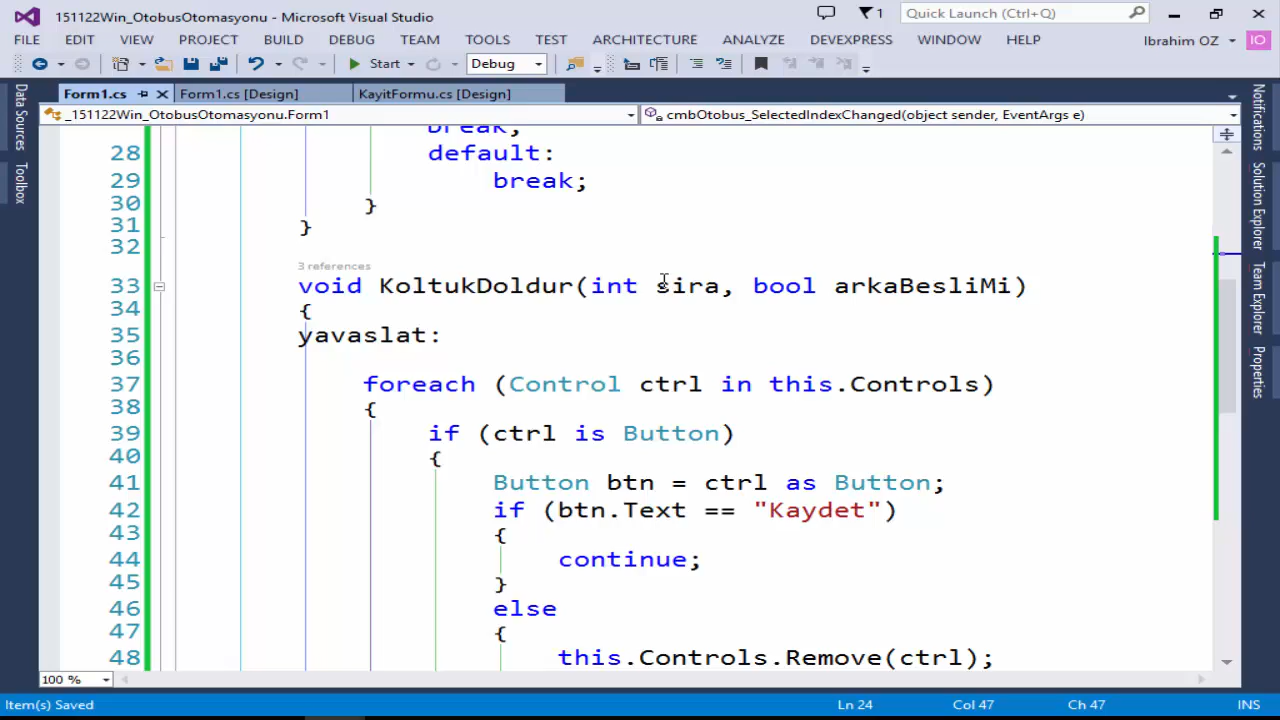 151122Win_OtobusOtomasyonu - Microsoft Visual Studio
1
Quick Launch (Ctrl+Q)
FILE EDIT VIEW PROJECT BUILD DEBUG TEAM TOOLS TEST ARCHITECTURE ANALYZE DEVEXPRESS WINDOW HELP
Ibrahim OZ
IO
Start
Debug
Form1.cs
Form1.cs [Design]
KayitFormu.cs [Design]
_151122Win_OtobusOtomasyonu.Form1
cmbOtobus_SelectedIndexChanged(object sender, EventArgs e)
Data Sources
Toolbox
Notifications
Solution Explorer
Team Explorer
Properties
break;
28 default:
29 break;
30 }
31 }
32
3 references
33 void KoltukDoldur(int sira, bool arkaBesliMi)
34 {
35 yavaslat:
36
37 foreach (Control ctrl in this.Controls)
38 {
39 if (ctrl is Button)
40 {
41 Button btn = ctrl as Button;
42 if (btn.Text == "Kaydet")
43 {
44 continue;
45 }
46 else
47 {
48 this.Controls.Remove(ctrl);
100 %
Item(s) Saved
Ln 24
Col 47
Ch 47
INS